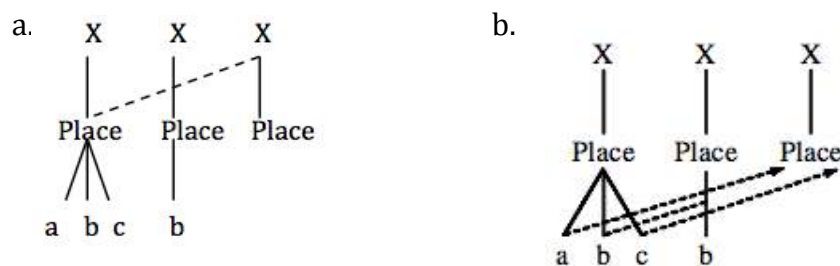 a.
X X X
Place Place Place
a b c b
b.
X X X
Place Place Place
a b c b